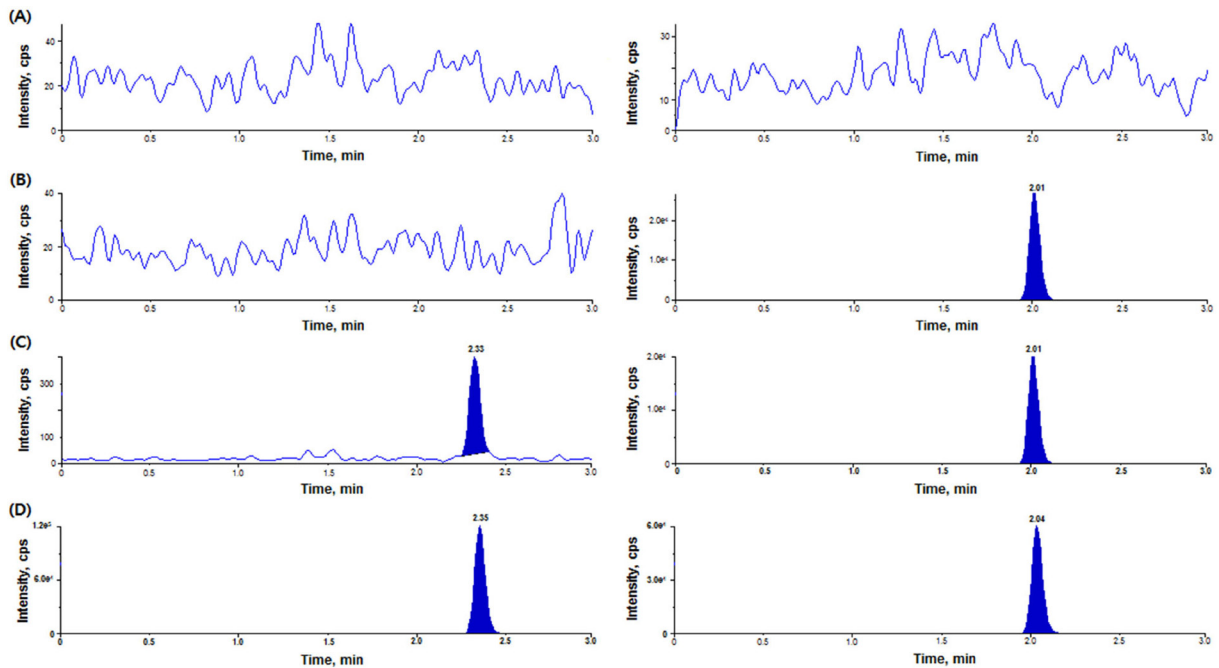 (A)
Intensity, cps
40
20
0
0 0.5 1.0 1.5 2.0 2.5 3.0
Time, min
Intensity, cps
30
20
10
0
0 0.5 1.0 1.5 2.0 2.5 3.0
Time, min
(B)
Intensity, cps
40
20
0
0 0.5 1.0 1.5 2.0 2.5 3.0
Time, min
2.01
Intensity, cps
2.0e4
1.0e4
0
0 0.5 1.0 1.5 2.0 2.5 3.0
Time, min
(C)
2.33
Intensity, cps
300
100
0
0 0.5 1.0 1.5 2.0 2.5 3.0
Time, min
2.01
Intensity, cps
2.0e4
1.0e4
0
0 0.5 1.0 1.5 2.0 2.5 3.0
Time, min
(D)
2.35
Intensity, cps
1.2e5
6.0e4
0
0 0.5 1.0 1.5 2.0 2.5 3.0
Time, min
2.04
Intensity, cps
6.0e4
3.0e4
0
0 0.5 1.0 1.5 2.0 2.5 3.0
Time, min